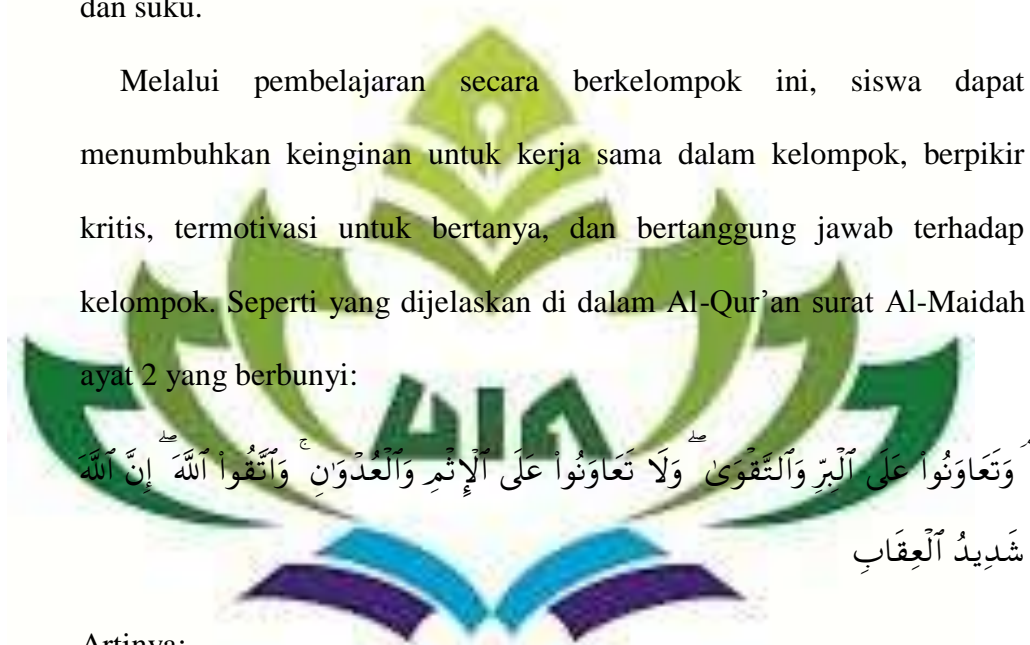 dan suku.
Melalui pembelajaran secara berkelompok ini, siswa dapat
menumbuhkan keinginan untuk kerja sama dalam kelompok, berpikir
kritis, termotivasi untuk bertanya, dan bertanggung jawab terhadap
kelompok. Seperti yang dijelaskan di dalam Al-Qur’an surat Al-Maidah
ayat 2 yang berbunyi:
UIN
وَتَعَاوَنُواْ عَلَى ٱلْبِرِّ وَٱلتَّقْوَىٰ ۖ وَلَا تَعَاوَنُواْ عَلَى ٱلْإِثْمِ وَٱلْعُدْوَٰنِ ۚ وَٱتَّقُواْ ٱللَّهَ ۖ إِنَّ ٱللَّهَ
شَدِيدُ ٱلْعِقَابِ
Artinya: